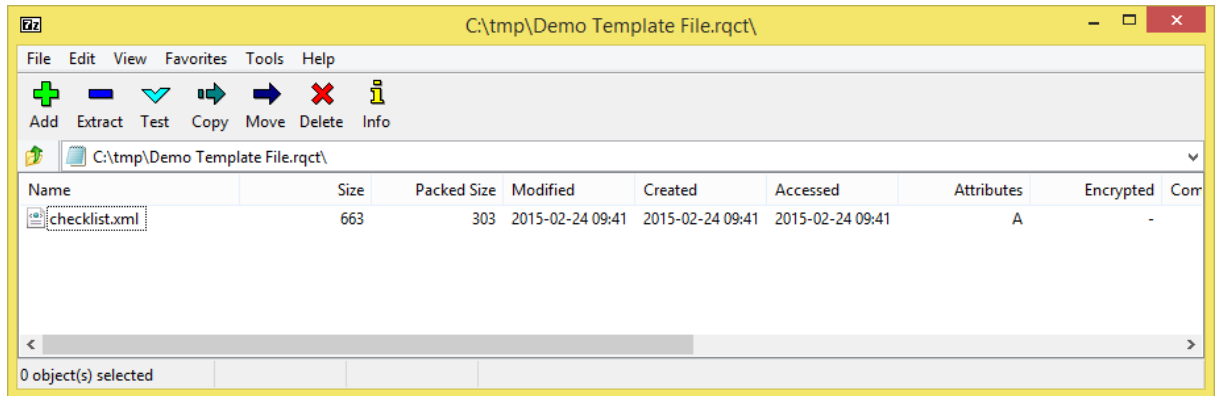 7z C:\tmp\Demo Template File.rqct\
File Edit View Favorites Tools Help
Add Extract Test Copy Move Delete Info
C:\tmp\Demo Template File.rqct\
Name Size Packed Size Modified Created Accessed Attributes Encrypted Com
checklist.xml 663 303 2015-02-24 09:41 2015-02-24 09:41 2015-02-24 09:41 A -
0 object(s) selected